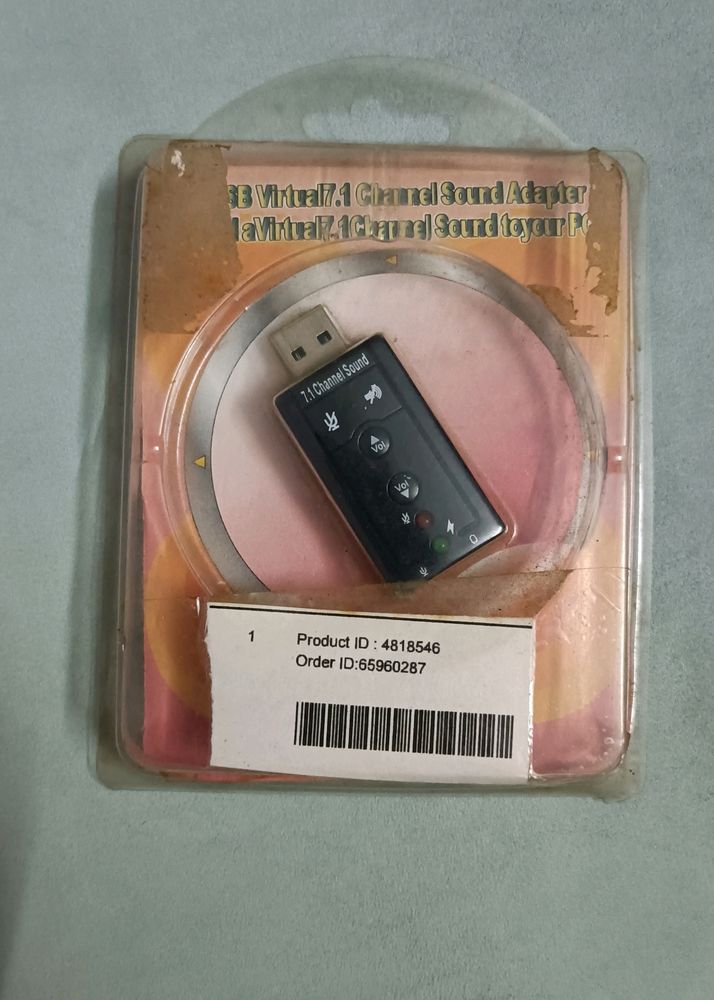 SB Virtual7.1 Channel Sound Adapter
aVirtual7.1Channel Sound toyour PC
7.1 Channel Sound
Vol
Vol
1 Product ID : 4818546
Order ID:65960287